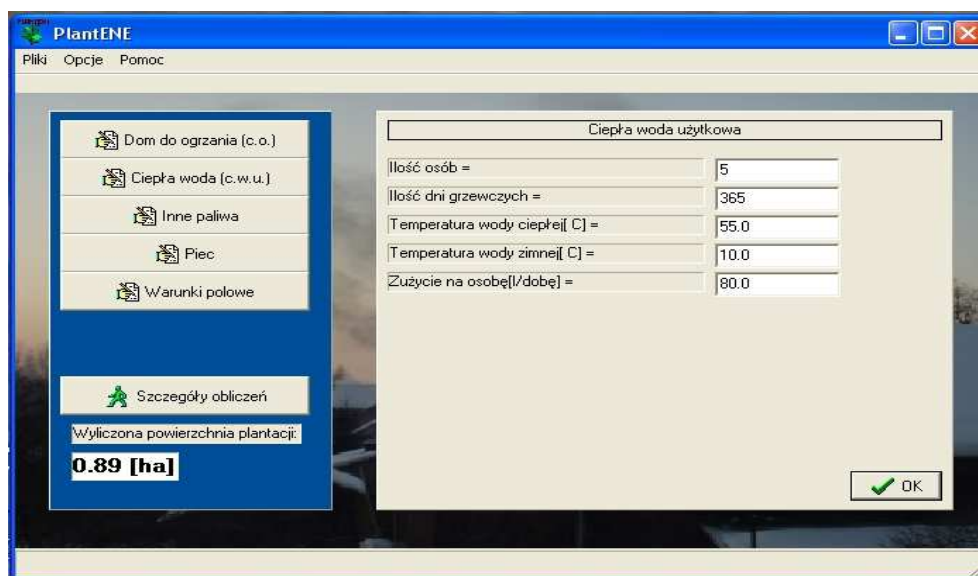 PlantENE
Pliki Opcje Pomoc
Dom do ogrzania (c.o.)
Ciepła woda (c.w.u.)
Inne paliwa
Piec
Warunki polowe
Szczegóły obliczeń
Wyliczona powierzchnia plantacji:
0.89 [ha]
Ciepła woda użytkowa
Ilość osób = 5
Ilość dni grzewczych = 365
Temperatura wody ciepłej[ C] = 55.0
Temperatura wody zimnej[ C] = 10.0
Zużycie na osobę[l/dobę] = 80.0
OK